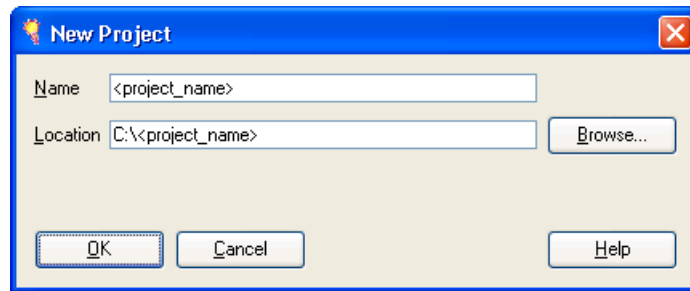 New Project
Name <project_name>
Location C:\<project_name> Browse...
OK Cancel Help